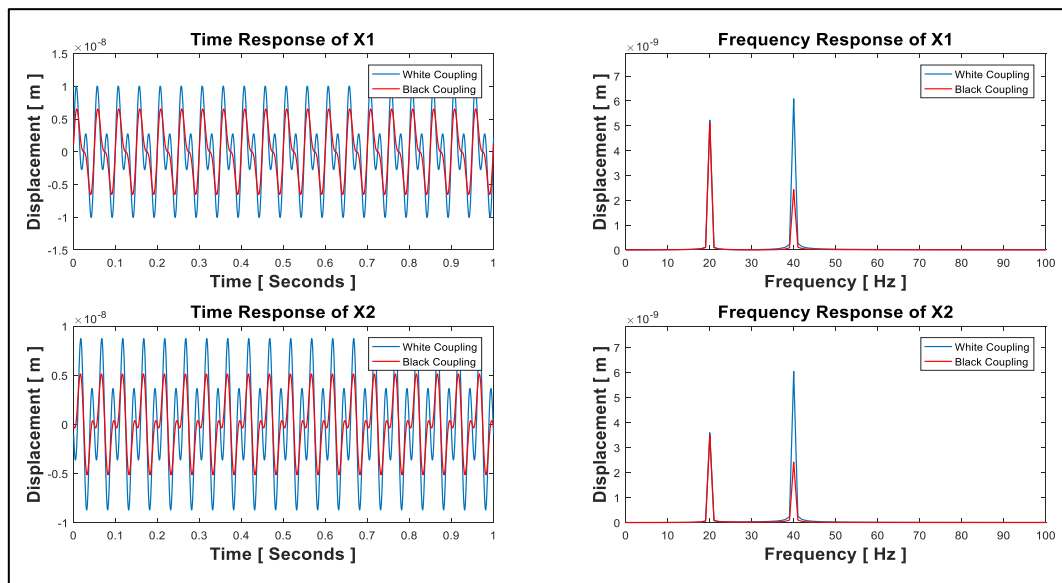 Time Response of X1
×10⁻⁸
1.5
1
0.5
0
-0.5
-1
-1.5
Displacement [ m ]
White Coupling
Black Coupling
0 0.1 0.2 0.3 0.4 0.5 0.6 0.7 0.8 0.9 1
Time [ Seconds ]
Frequency Response of X1
×10⁻⁹
7
6
5
4
3
2
1
0
Displacement [ m ]
White Coupling
Black Coupling
0 10 20 30 40 50 60 70 80 90 100
Frequency [ Hz ]
Time Response of X2
×10⁻⁸
1
0.5
0
-0.5
-1
Displacement [ m ]
White Coupling
Black Coupling
0 0.1 0.2 0.3 0.4 0.5 0.6 0.7 0.8 0.9 1
Time [ Seconds ]
Frequency Response of X2
×10⁻⁹
7
6
5
4
3
2
1
0
Displacement [ m ]
White Coupling
Black Coupling
0 10 20 30 40 50 60 70 80 90 100
Frequency [ Hz ]